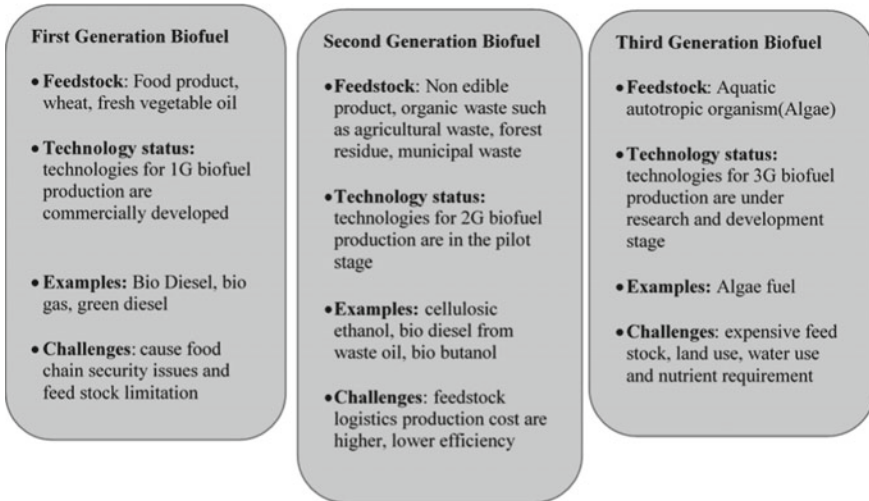 First Generation Biofuel
• Feedstock: Food product,
wheat, fresh vegetable oil
• Technology status:
technologies for 1G biofuel
production are
commercially developed
• Examples: Bio Diesel, bio
gas, green diesel
• Challenges: cause food
chain security issues and
feed stock limitation
Second Generation Biofuel
• Feedstock: Non edible
product, organic waste such
as agricultural waste, forest
residue, municipal waste
• Technology status:
technologies for 2G biofuel
production are in the pilot
stage
• Examples: cellulosic
ethanol, bio diesel from
waste oil, bio butanol
• Challenges: feedstock
logistics production cost are
higher, lower efficiency
Third Generation Biofuel
• Feedstock: Aquatic
autotropic organism(Algae)
• Technology status:
technologies for 3G biofuel
production are under
research and development
stage
• Examples: Algae fuel
• Challenges: expensive feed
stock, land use, water use
and nutrient requirement